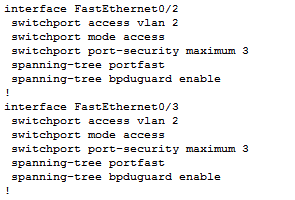 interface FastEthernet0/2
 switchport access vlan 2
 switchport mode access
 switchport port-security maximum 3
 spanning-tree portfast
 spanning-tree bpduguard enable
!
interface FastEthernet0/3
 switchport access vlan 2
 switchport mode access
 switchport port-security maximum 3
 spanning-tree portfast
 spanning-tree bpduguard enable
!